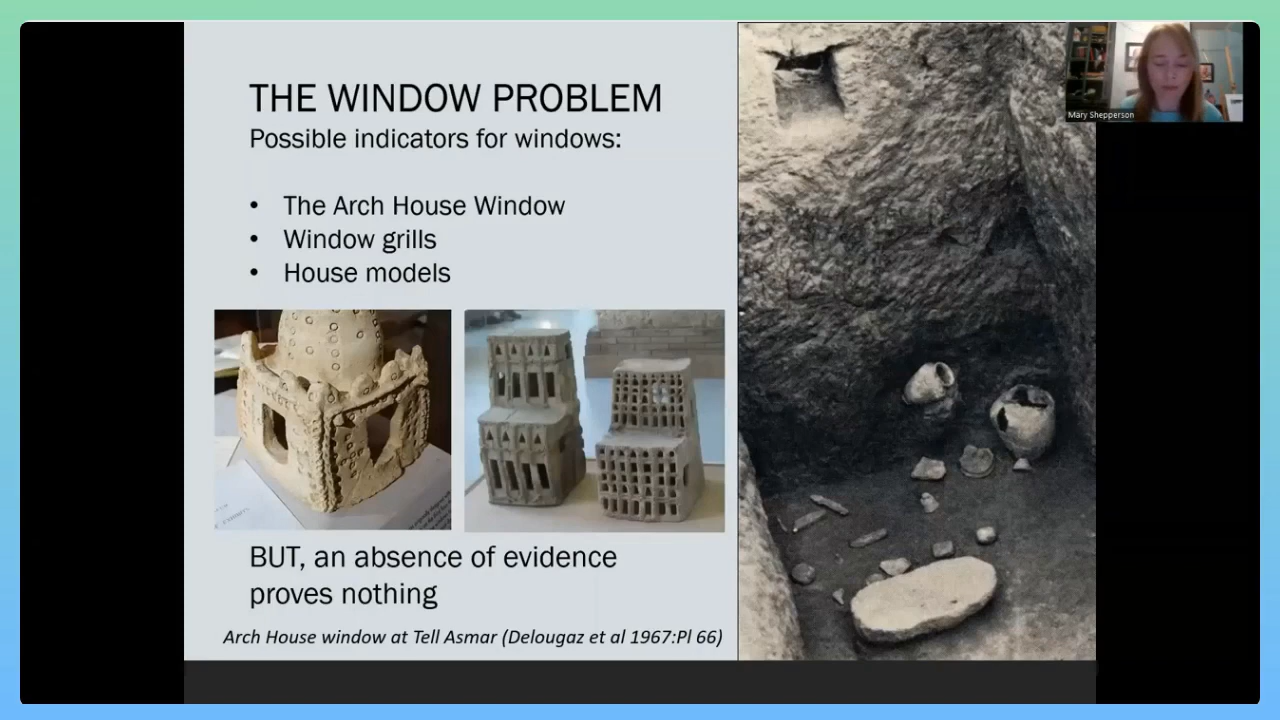 THE WINDOW PROBLEM
Possible indicators for windows:
• The Arch House Window
• Window grills
• House models
BUT, an absence of evidence
proves nothing
Arch House window at Tell Asmar (Delougaz et al 1967:Pl 66)
Mary Shepperson